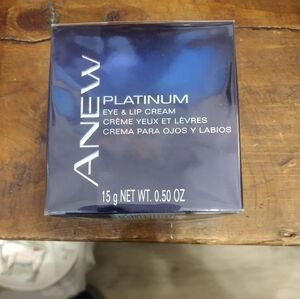 ANEW
PLATINUM
EYE & LIP CREAM
CRÈME YEUX ET LÈVRES
CREMA PARA OJOS Y LABIOS
15 g NET WT. 0.50 OZ